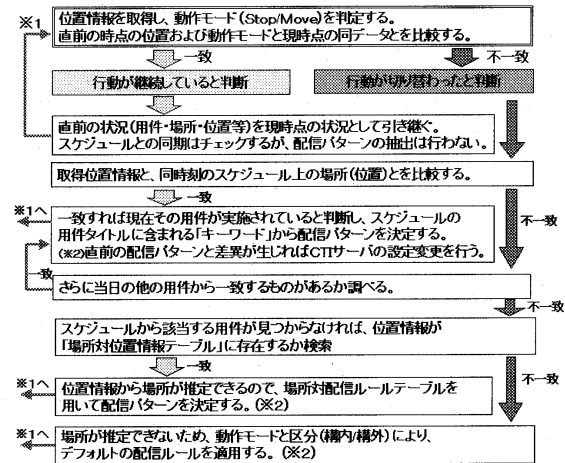 ※1
位置情報を取得し、動作モード(Stop/Move)を判定する。
直前の時点の位置および動作モードと現時点の同データとを比較する。
一致
不一致
行動が継続していると判断
行動が切り替わったと判断
直前の状況(用件・場所・位置等)を現時点の状況として引き継ぐ。
スケジュールとの同期はチェックするが、配信パターンの抽出は行わない。
取得位置情報と、同時刻のスケジュール上の場所(位置)とを比較する。
一致
※1へ
一致すれば現在その用件が実施されていると判断し、スケジュールの
用件タイトルに含まれる「キーワード」から配信パターンを決定する。
(※2)直前の配信パターンと差異が生じればCTIサーバの設定変更を行う。
不一致
一致
さらに当日の他の用件から一致するものがあるか調べる。
不一致
スケジュールから該当する用件が見つからなければ、位置情報が
「場所対位置情報テーブル」に存在するか検索
一致
不一致
※1へ
位置情報から場所が推定できるので、場所対配信ルールテーブルを
用いて配信パターンを決定する。(※2)
※1へ
場所が推定できないため、動作モードと区分(構内/構外)により、
デフォルトの配信ルールを適用する。(※2)